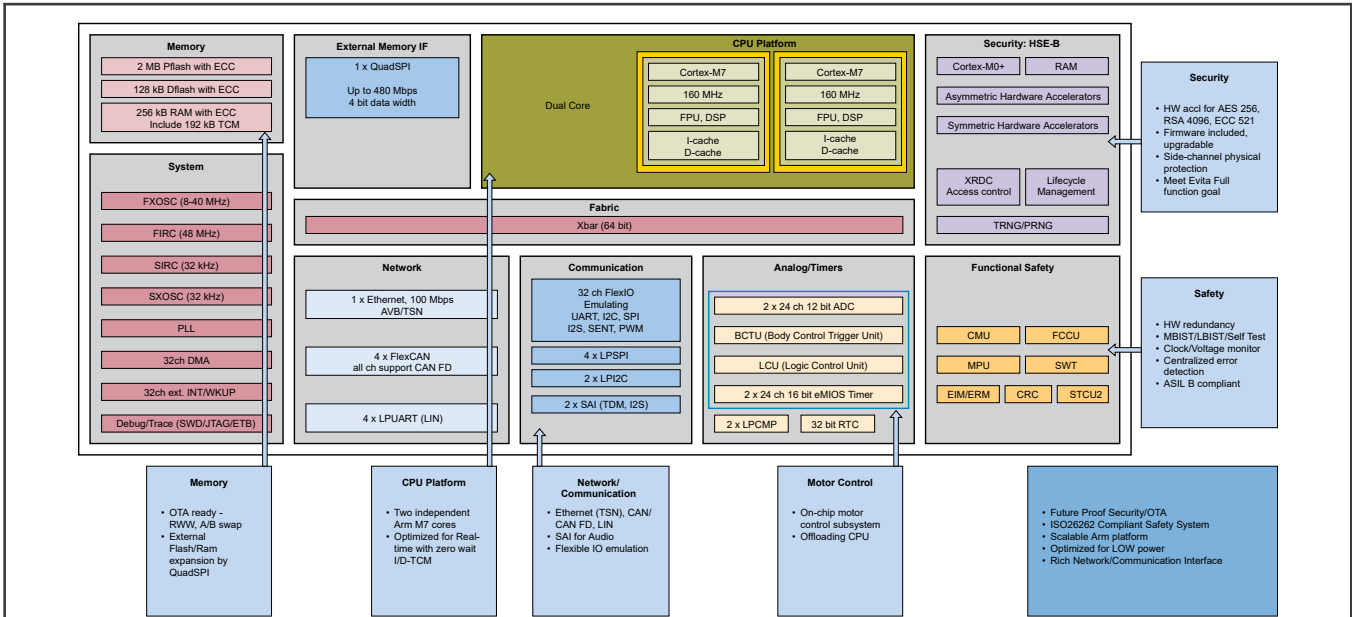 Memory
2 MB Pflash with ECC
128 kB Dflash with ECC
256 kB RAM with ECC
Include 192 kB TCM
System
FXOSC (8-40 MHz)
FIRC (48 MHz)
SIRC (32 kHz)
SXOSC (32 kHz)
PLL
32ch DMA
32ch ext. INT/WKUP
Debug/Trace (SWD/JTAG/ETB)
External Memory IF
1 x QuadSPI
Up to 480 Mbps
4 bit data width
CPU Platform
Dual Core
Cortex-M7
160 MHz
FPU, DSP
I-cache
D-cache
Cortex-M7
160 MHz
FPU, DSP
I-cache
D-cache
Fabric
Xbar (64 bit)
Network
1 x Ethernet, 100 Mbps
AVB/TSN
4 x FlexCAN
all ch support CAN FD
4 x LPUART (LIN)
Communication
32 ch FlexIO
Emulating
UART, I2C, SPI
I2S, SENT, PWM
4 x LPSPI
2 x LPI2C
2 x SAI (TDM, I2S)
Analog/Timers
2 x 24 ch 12 bit ADC
BCTU (Body Control Trigger Unit)
LCU (Logic Control Unit)
2 x 24 ch 16 bit eMIOS Timer
2 x LPCMP
32 bit RTC
Security: HSE-B
Cortex-M0+
RAM
Asymmetric Hardware Accelerators
Symmetric Hardware Accelerators
XRDC
Access control
Lifecycle
Management
TRNG/PRNG
Functional Safety
CMU
FCCU
MPU
SWT
EIM/ERM
CRC
STCU2
Security
• HW accl for AES 256,
RSA 4096, ECC 521
• Firmware included,
upgradable
• Side-channel physical
protection
• Meet Evita Full
function goal
Safety
• HW redundancy
• MBIST/LBIST/Self Test
• Clock/Voltage monitor
• Centralized error
detection
• ASIL B compliant
Memory
• OTA ready -
RWW, A/B swap
• External
Flash/Ram
expansion by
QuadSPI
CPU Platform
• Two independent
Arm M7 cores
• Optimized for Real-
time with zero wait
I/D-TCM
Network/
Communication
• Ethernet (TSN), CAN/
CAN FD, LIN
• SAI for Audio
• Flexible IO emulation
Motor Control
• On-chip motor
control subsystem
• Offloading CPU
• Future Proof Security/OTA
• ISO26262 Compliant Safety System
• Scalable Arm platform
• Optimized for LOW power
• Rich Network/Communication Interface